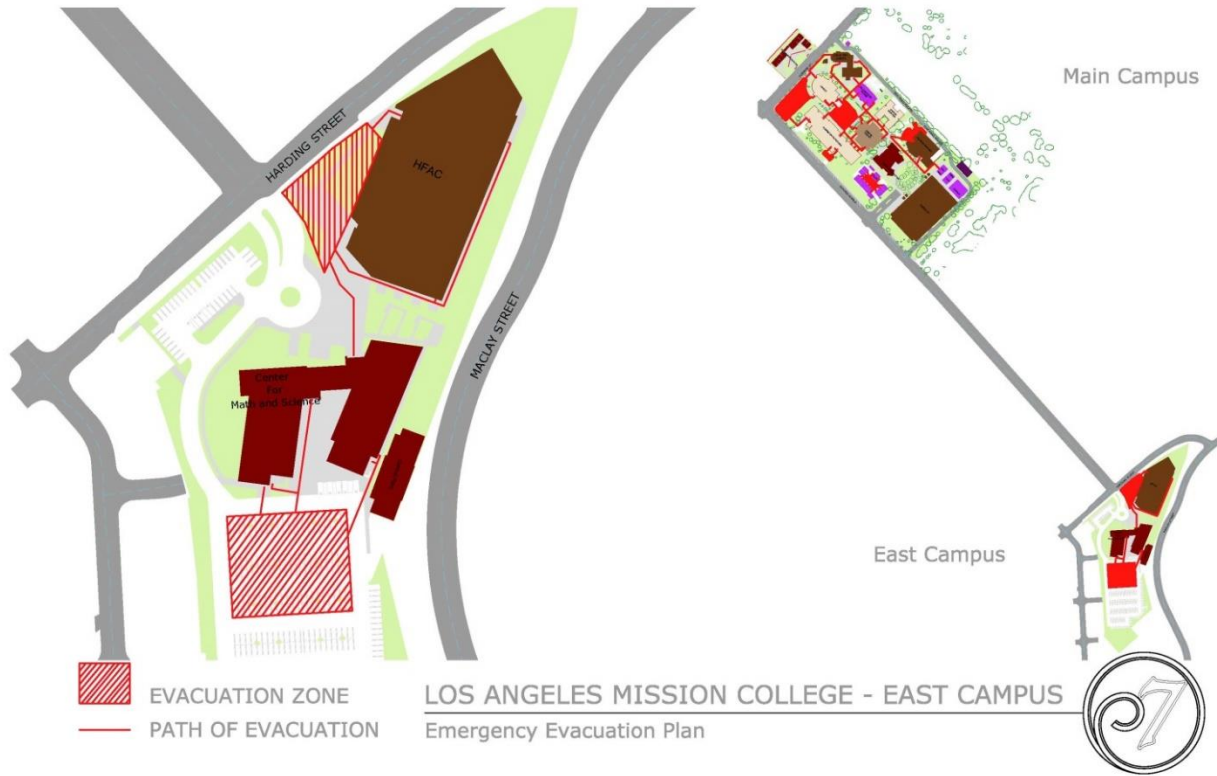 Main Campus
HARDING STREET
HFAC
MACLAY STREET
Center
For
Math and Science
East Campus
EVACUATION ZONE
PATH OF EVACUATION
LOS ANGELES MISSION COLLEGE - EAST CAMPUS
Emergency Evacuation Plan
7